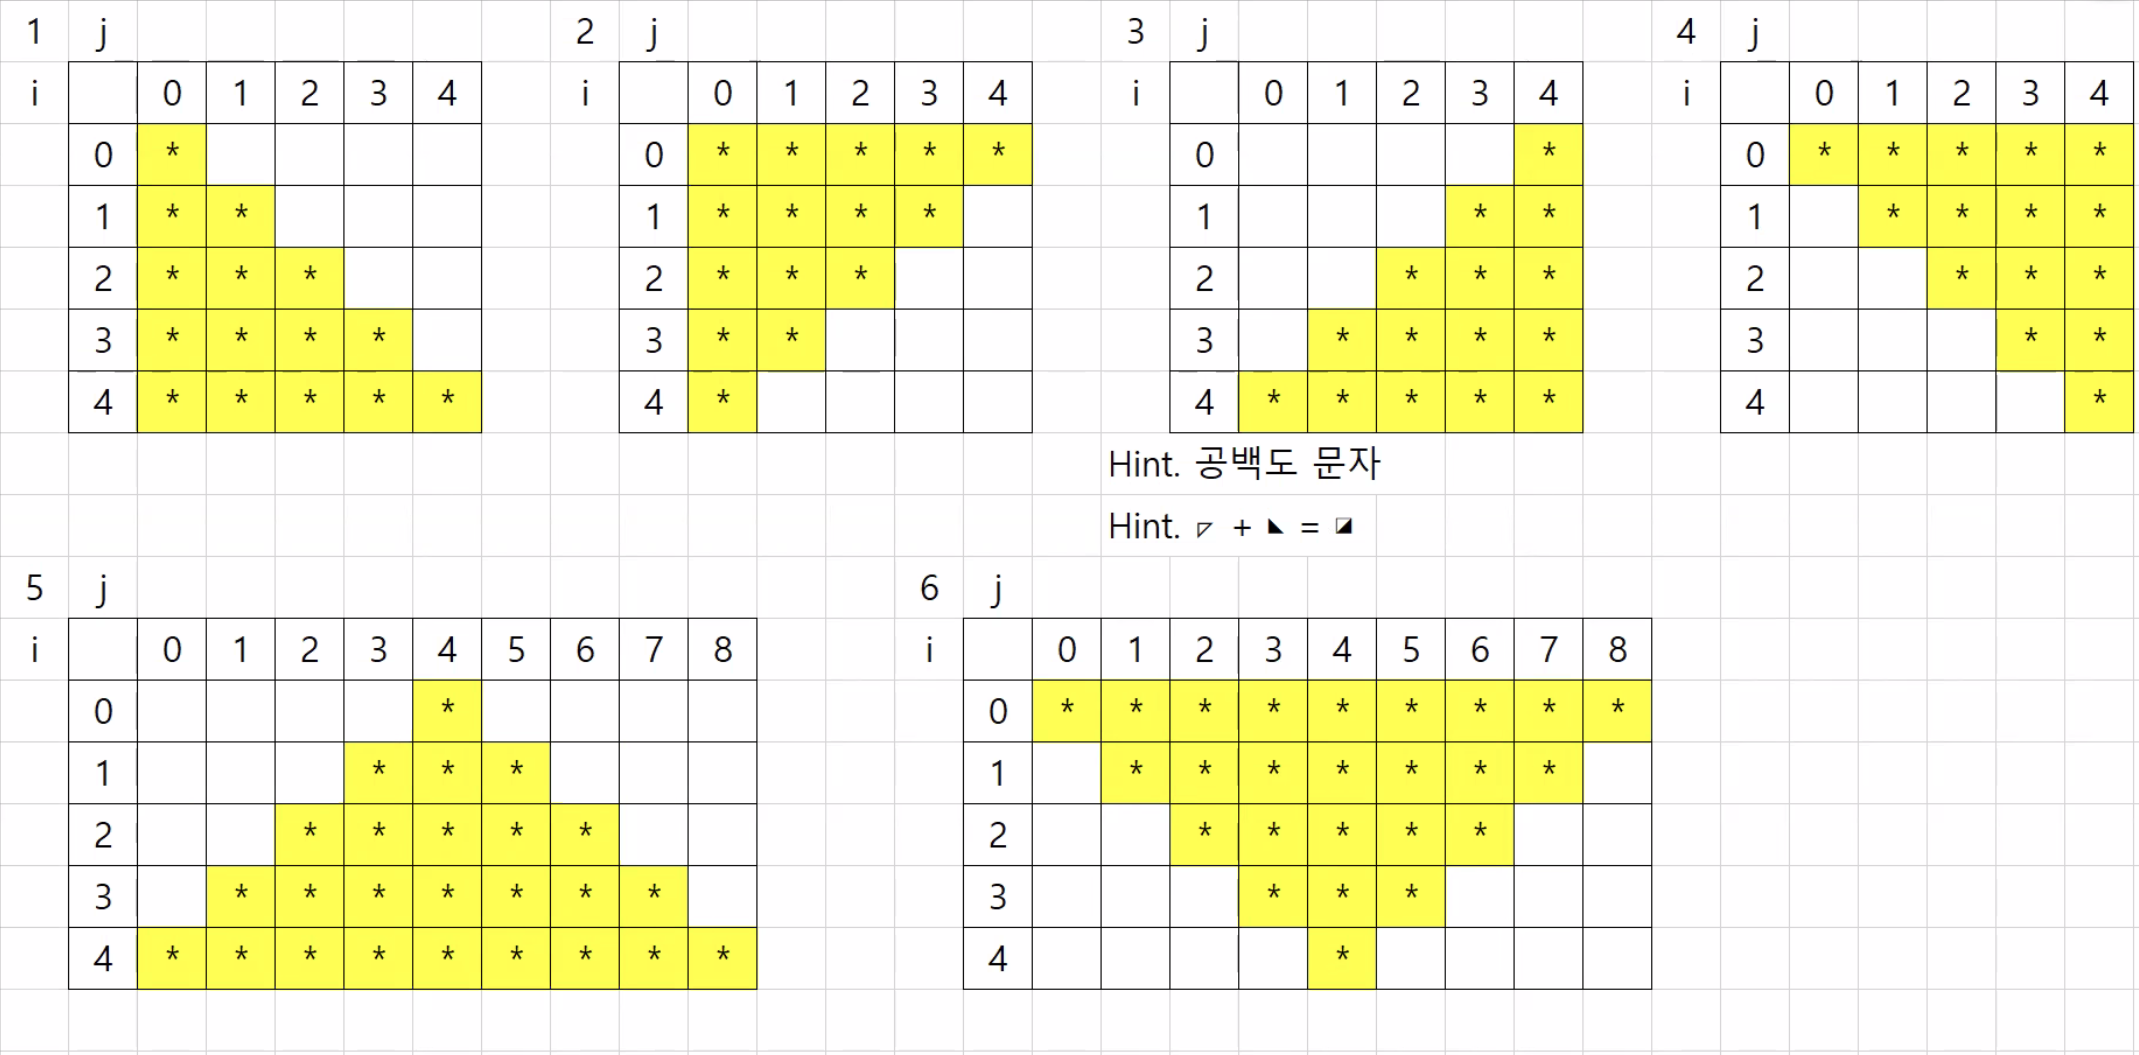 1 j 2 j 3 j 4 j
i 0 1 2 3 4 i 0 1 2 3 4 i 0 1 2 3 4 i 0 1 2 3 4
0 * 0 * * * * * 0 * 0 * * * * *
1 * * 1 * * * * 1 * * 1 * * * *
2 * * * 2 * * * 2 * * * 2 * * *
3 * * * * 3 * * 3 * * * * 3 * *
4 * * * * * 4 * 4 * * * * * 4 *
Hint. 공백도 문자
Hint. ◸ + ◣ = ◪
5 j 6 j
i 0 1 2 3 4 5 6 7 8 i 0 1 2 3 4 5 6 7 8
0 * 0 * * * * * * * * *
1 * * * 1 * * * * * * *
2 * * * * * 2 * * * * *
3 * * * * * * * 3 * * *
4 * * * * * * * * * 4 *